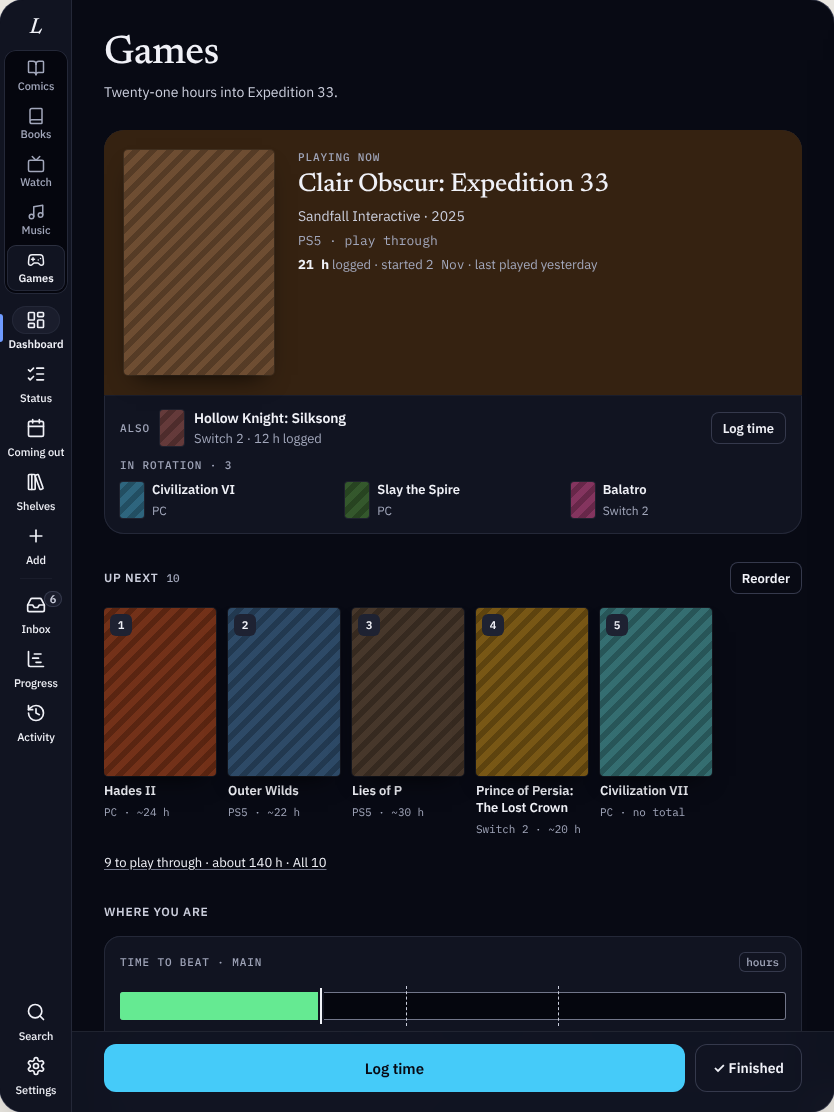 L
Comics
Books
Watch
Music
Games
Dashboard
Status
Coming out
Shelves
Add
6
Inbox
Progress
Activity
Search
Settings
Games
Twenty-one hours into Expedition 33.
PLAYING NOW
Clair Obscur: Expedition 33
Sandfall Interactive · 2025
PS5 · play through
21 h logged · started 2 Nov · last played yesterday
ALSO
Hollow Knight: Silksong
Switch 2 · 12 h logged
Log time
IN ROTATION · 3
Civilization VI
PC
Slay the Spire
PC
Balatro
Switch 2
UP NEXT 10
Reorder
1
Hades II
PC · ~24 h
2
Outer Wilds
PS5 · ~22 h
3
Lies of P
PS5 · ~30 h
4
Prince of Persia:
The Lost Crown
Switch 2 · ~20 h
5
Civilization VII
PC · no total
9 to play through · about 140 h · All 10
WHERE YOU ARE
TIME TO BEAT · MAIN
hours
Log time
✓ Finished